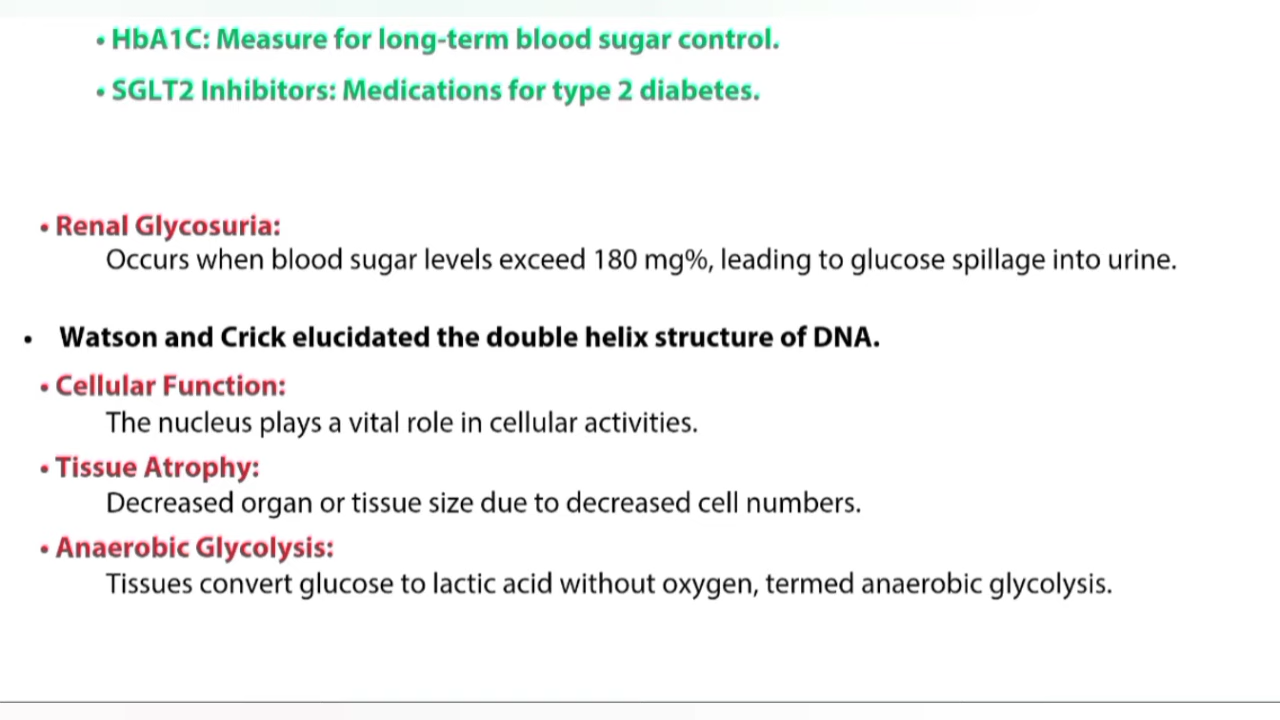 • HbA1C: Measure for long-term blood sugar control.
• SGLT2 Inhibitors: Medications for type 2 diabetes.
• Renal Glycosuria:
Occurs when blood sugar levels exceed 180 mg%, leading to glucose spillage into urine.
• Watson and Crick elucidated the double helix structure of DNA.
• Cellular Function:
The nucleus plays a vital role in cellular activities.
• Tissue Atrophy:
Decreased organ or tissue size due to decreased cell numbers.
• Anaerobic Glycolysis:
Tissues convert glucose to lactic acid without oxygen, termed anaerobic glycolysis.